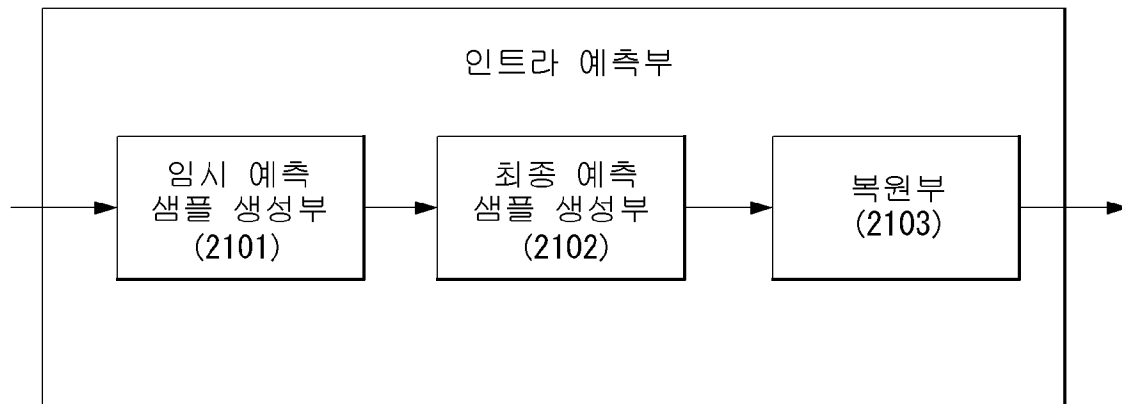 인트라 예측부
임시 예측
샘플 생성부
(2101)
최종 예측
샘플 생성부
(2102)
복원부
(2103)